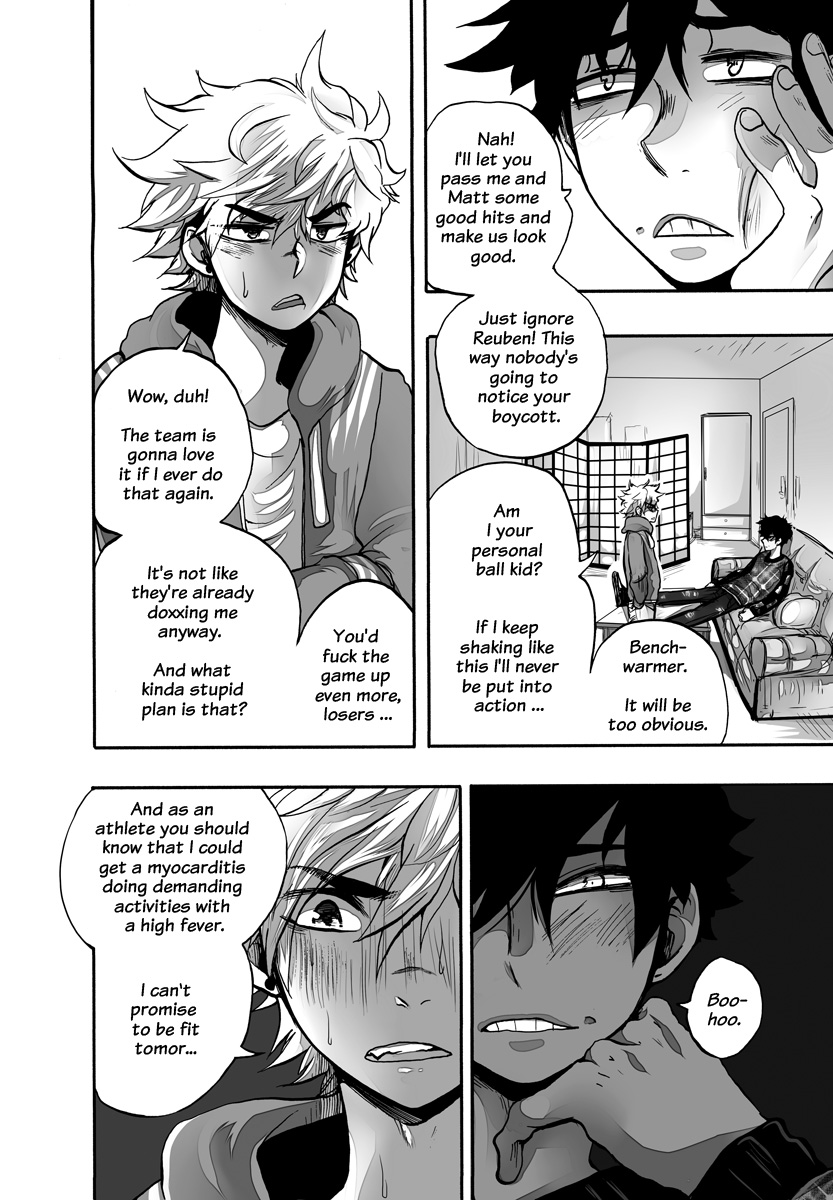 Nah!
I'll let you
pass me and
Matt some
good hits and
make us look
good.
Just ignore
Reuben! This
way nobody's
going to
notice your
boycott.
Wow, duh!
The team is
gonna love
it if I ever do
that again.
It's not like
they're already
doxxing me
anyway.
And what
kinda stupid
plan is that?
You'd
fuck the
game up
even more,
losers ...
Am
I your
personal
ball kid?
If I keep
shaking like
this I'll never
be put into
action ...
Bench-
warmer.
It will be
too obvious.
And as an
athlete you should
know that I could
get a myocarditis
doing demanding
activities with
a high fever.
I can't
promise
to be fit
tomor...
Boo-
hoo.